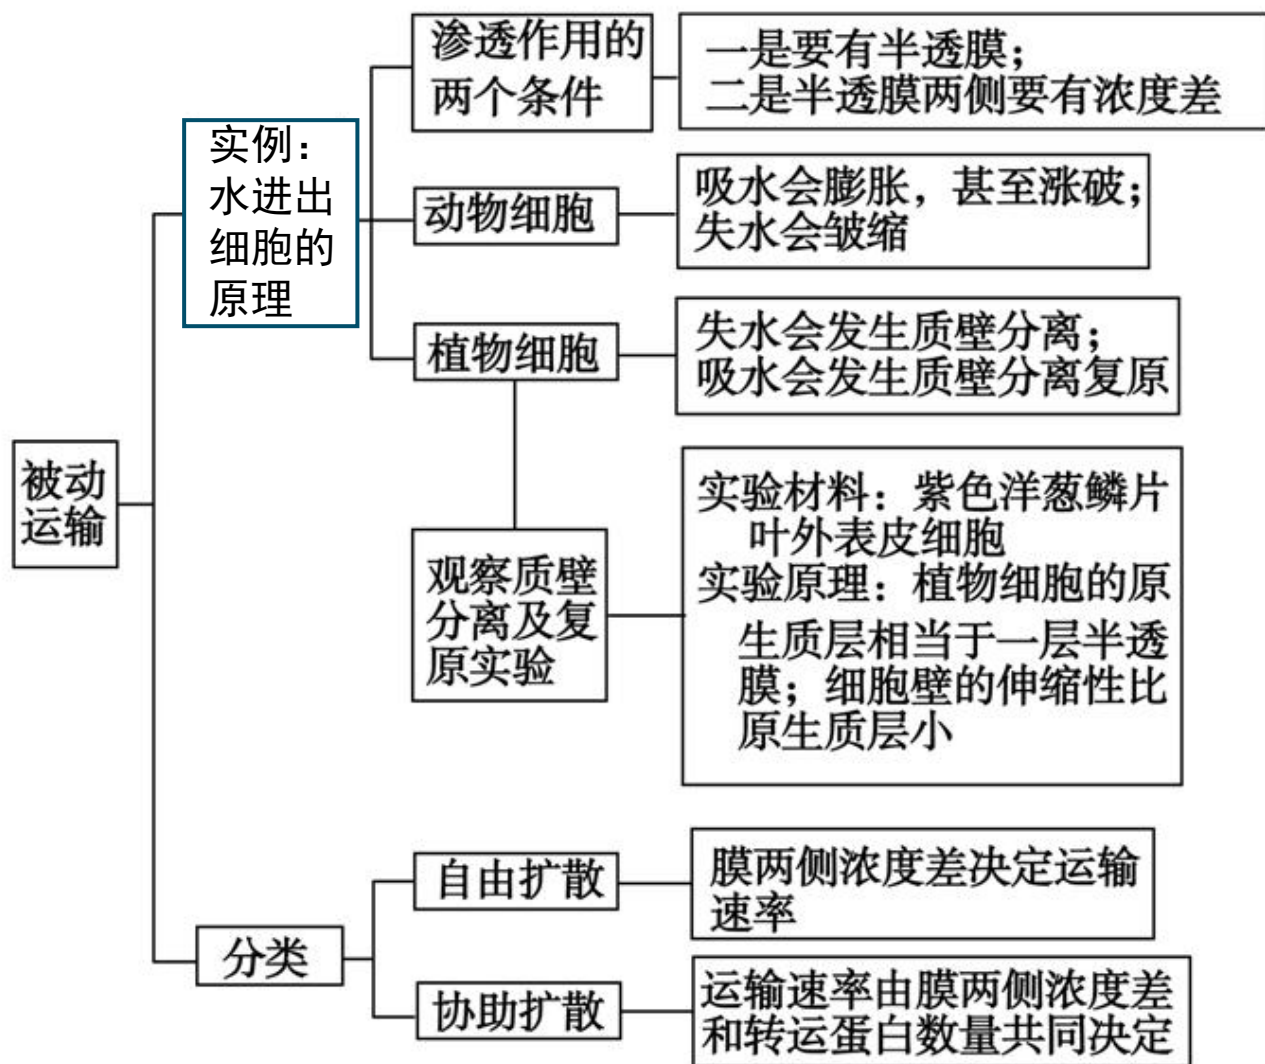 渗透作用的
两个条件
一是要有半透膜；
二是半透膜两侧要有浓度差
实例：
水进出
细胞的
原理
动物细胞
吸水会膨胀，甚至涨破；
失水会皱缩
植物细胞
失水会发生质壁分离；
吸水会发生质壁分离复原
被动
运输
观察质壁
分离及复
原实验
实验材料：紫色洋葱鳞片
叶外表皮细胞
实验原理：植物细胞的原
生质层相当于一层半透
膜；细胞壁的伸缩性比
原生质层小
分类
自由扩散
膜两侧浓度差决定运输
速率
协助扩散
运输速率由膜两侧浓度差
和转运蛋白数量共同决定